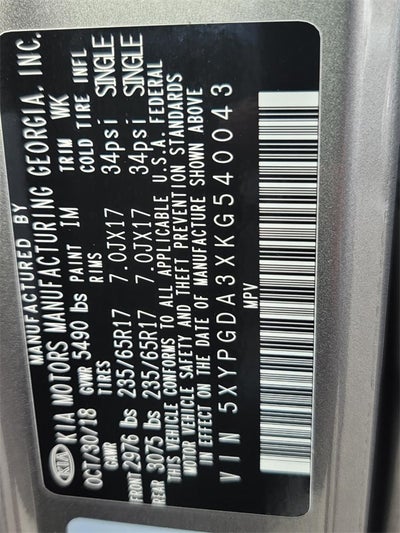 MANUFACTURED BY
KIA KIA MOTORS MANUFACTURING GEORGIA, INC.
OCT/30/18 GVWR 5490 lbs PAINT 1M TRIM WK
GAWR TIRES RIMS COLD TIRE INFL
FRONT 2976 lbs 235/65R17 7.0JX17 34psi SINGLE
REAR 3075 lbs 235/65R17 7.0JX17 34psi SINGLE
THIS VEHICLE CONFORMS TO ALL APPLICABLE U.S.A. FEDERAL
MOTOR VEHICLE SAFETY AND THEFT PREVENTION STANDARDS
IN EFFECT ON THE DATE OF MANUFACTURE SHOWN ABOVE
VIN 5XYPGDA3XKG540043
MPV